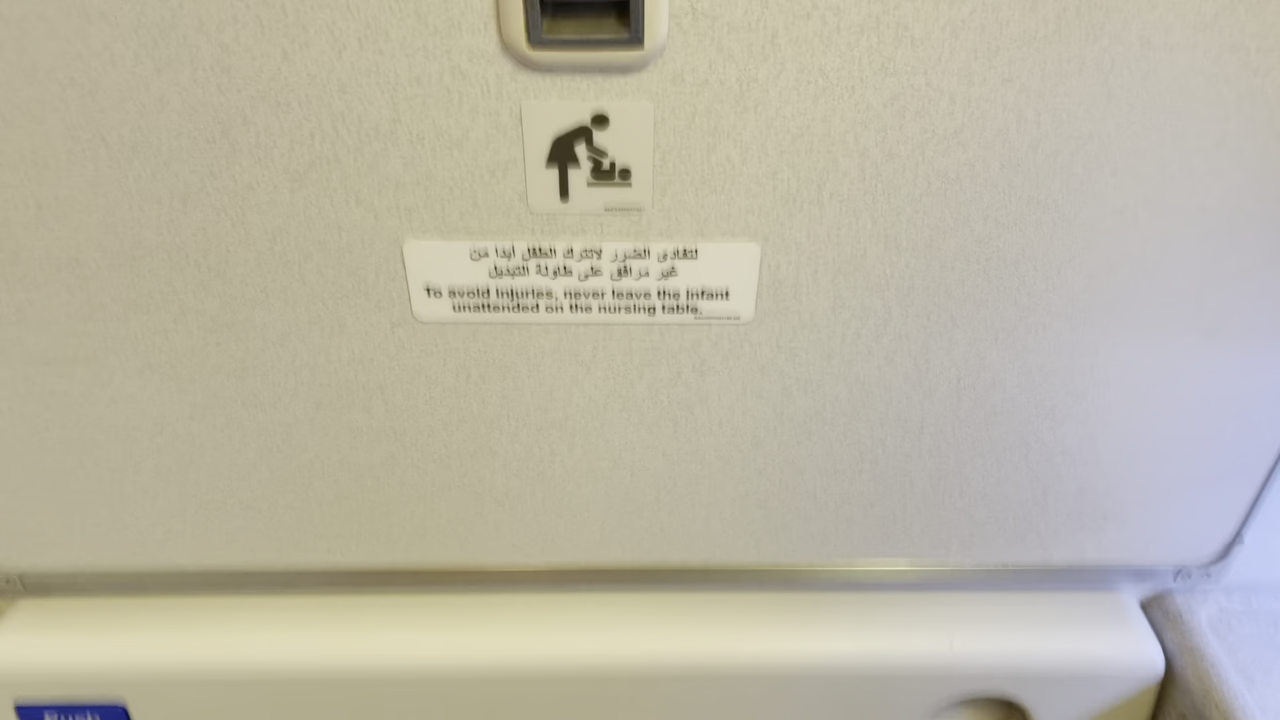 لتفادي الضرر لاتترك الطفل أبدا من
غير مرافق على طاولة التبديل
To avoid injuries, never leave the infant
unattended on the nursing table.
Push